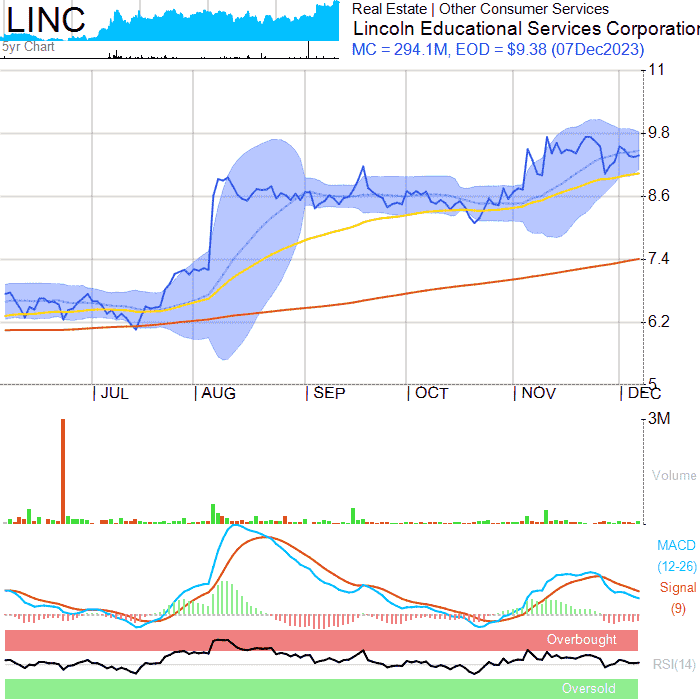 LINC
5yr Chart
Real Estate | Other Consumer Services
Lincoln Educational Services Corporation
MC = 294.1M, EOD = $9.38 (07Dec2023)
11
9.8
8.6
7.4
6.2
5
JUL
AUG
SEP
OCT
NOV
DEC
3M
Volume
MACD
(12-26)
Signal
(9)
Overbought
RSI(14)
Oversold